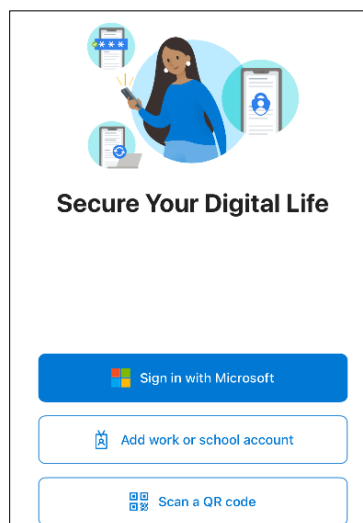 Secure Your Digital Life
Sign in with Microsoft
Add work or school account
Scan a QR code